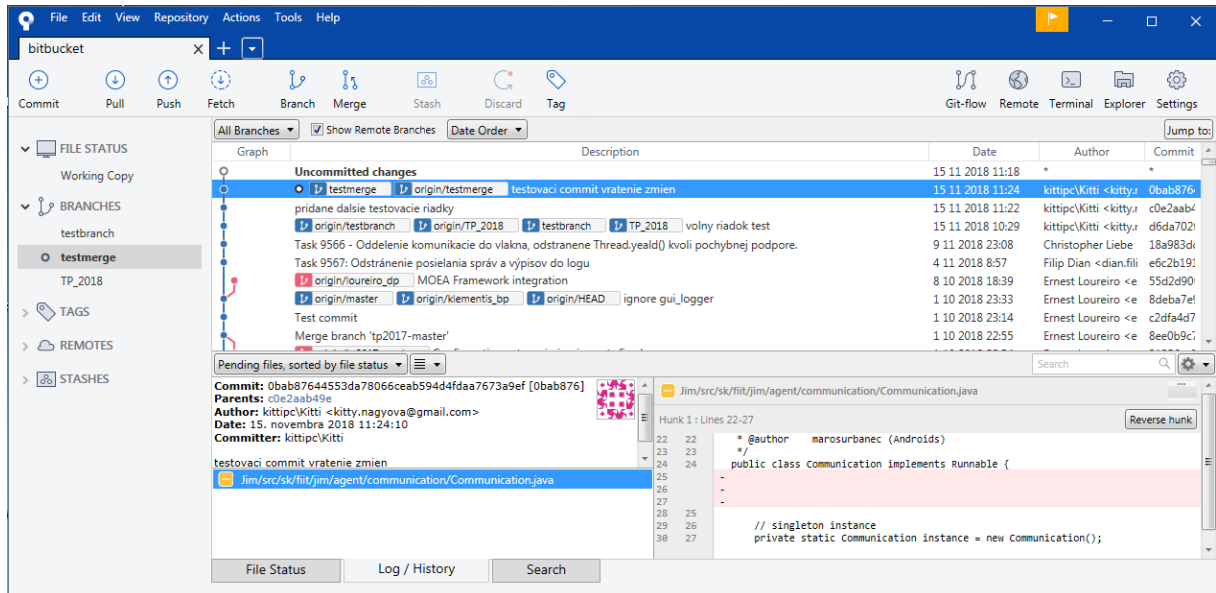 File Edit View Repository Actions Tools Help
bitbucket
Commit Pull Push Fetch Branch Merge Stash Discard Tag Git-flow Remote Terminal Explorer Settings
All Branches Show Remote Branches Date Order Jump to:
FILE STATUS
Working Copy
BRANCHES
testbranch
testmerge
TP_2018
TAGS
REMOTES
STASHES
Graph Description Date Author Commit
Uncommitted changes 15 11 2018 11:18 * *
testmerge origin/testmerge testovaci commit vratenie zmien 15 11 2018 11:24 kittipc\Kitti <kitty.r 0bab876
pridane dalsie testovacie riadky 15 11 2018 11:22 kittipc\Kitti <kitty.r c0e2aab4
origin/testbranch origin/TP_2018 testbranch TP_2018 volny riadok test 15 11 2018 10:29 kittipc\Kitti <kitty.r d6da702
Task 9566 - Oddelenie komunikacie do vlakna, odstranene Thread.yeald() kvoli pochybnej podpore. 9 11 2018 23:08 Christopher Liebe 18a983d
Task 9567: Odstránenie posielania správ a výpisov do logu 4 11 2018 8:57 Filip Dian <dian.fili e6c2b191
origin/loureiro_dp MOEA Framework integration 8 10 2018 18:39 Ernest Loureiro <e 55d2d90
origin/master origin/klementis_bp origin/HEAD ignore gui_logger 1 10 2018 23:33 Ernest Loureiro <e 8deba7e
Test commit 1 10 2018 23:14 Ernest Loureiro <e c2dfa4d7
Merge branch 'tp2017-master' 1 10 2018 22:55 Ernest Loureiro <e 8ee0b9c
Pending files, sorted by file status Search
Commit: 0bab87644553da78066ceab594d4fdaa7673a9ef [0bab876]
Parents: c0e2aab49e
Author: kittipc\Kitti <kitty.nagyova@gmail.com>
Date: 15. novembra 2018 11:24:10
Committer: kittipc\Kitti
testovaci commit vratenie zmien
Jim/src/sk/fiit/jim/agent/communication/Communication.java
Jim/src/sk/fiit/jim/agent/communication/Communication.java
Hunk 1 : Lines 22-27 Reverse hunk
22 22 * @author marosurbanec (Androids)
23 23 */
24 24 public class Communication implements Runnable {
25 -
26 -
27 -
28 25
29 26 // singleton instance
30 27 private static Communication instance = new Communication();
File Status Log / History Search